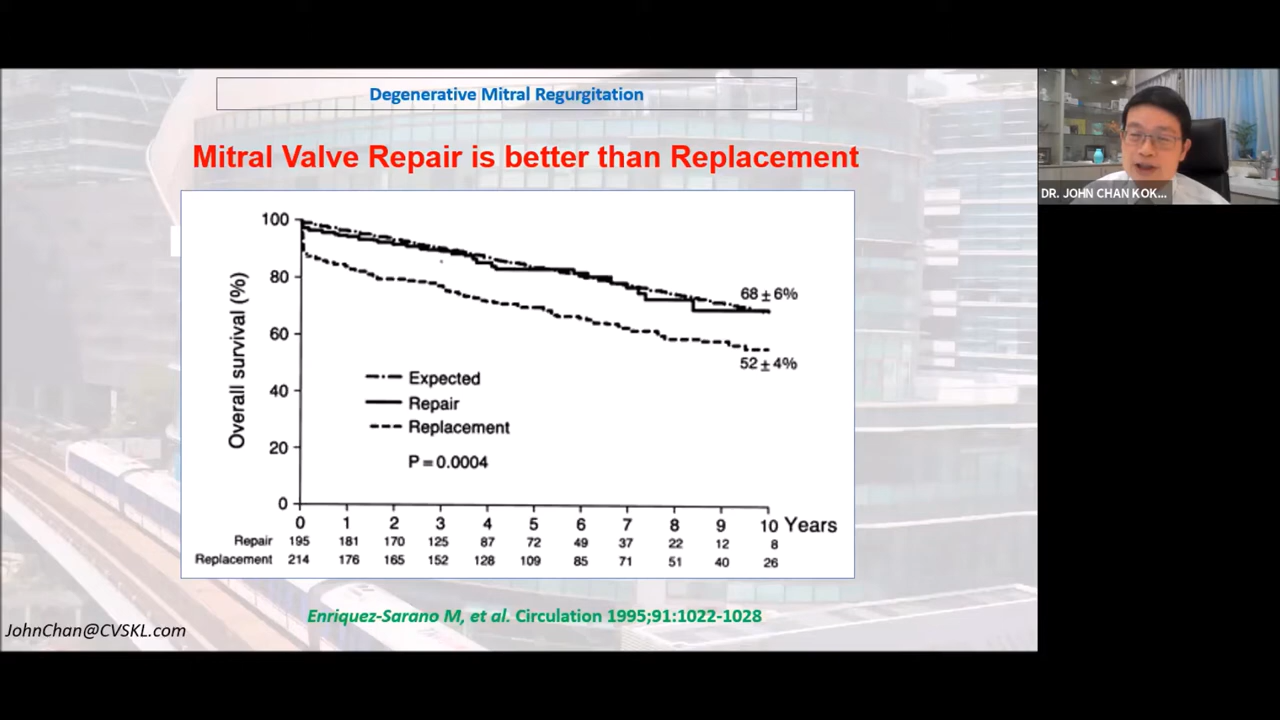 Degenerative Mitral Regurgitation
Mitral Valve Repair is better than Replacement
Overall survival (%)
100
80
60
40
20
0
68 ± 6%
52 ± 4%
Expected
Repair
Replacement
P = 0.0004
0 1 2 3 4 5 6 7 8 9 10 Years
Repair 195 181 170 125 87 72 49 37 22 12 8
Replacement 214 176 165 152 128 109 85 71 51 40 26
Enriquez-Sarano M, et al. Circulation 1995;91:1022-1028
JohnChan@CVSKL.com
DR. JOHN CHAN KOK...